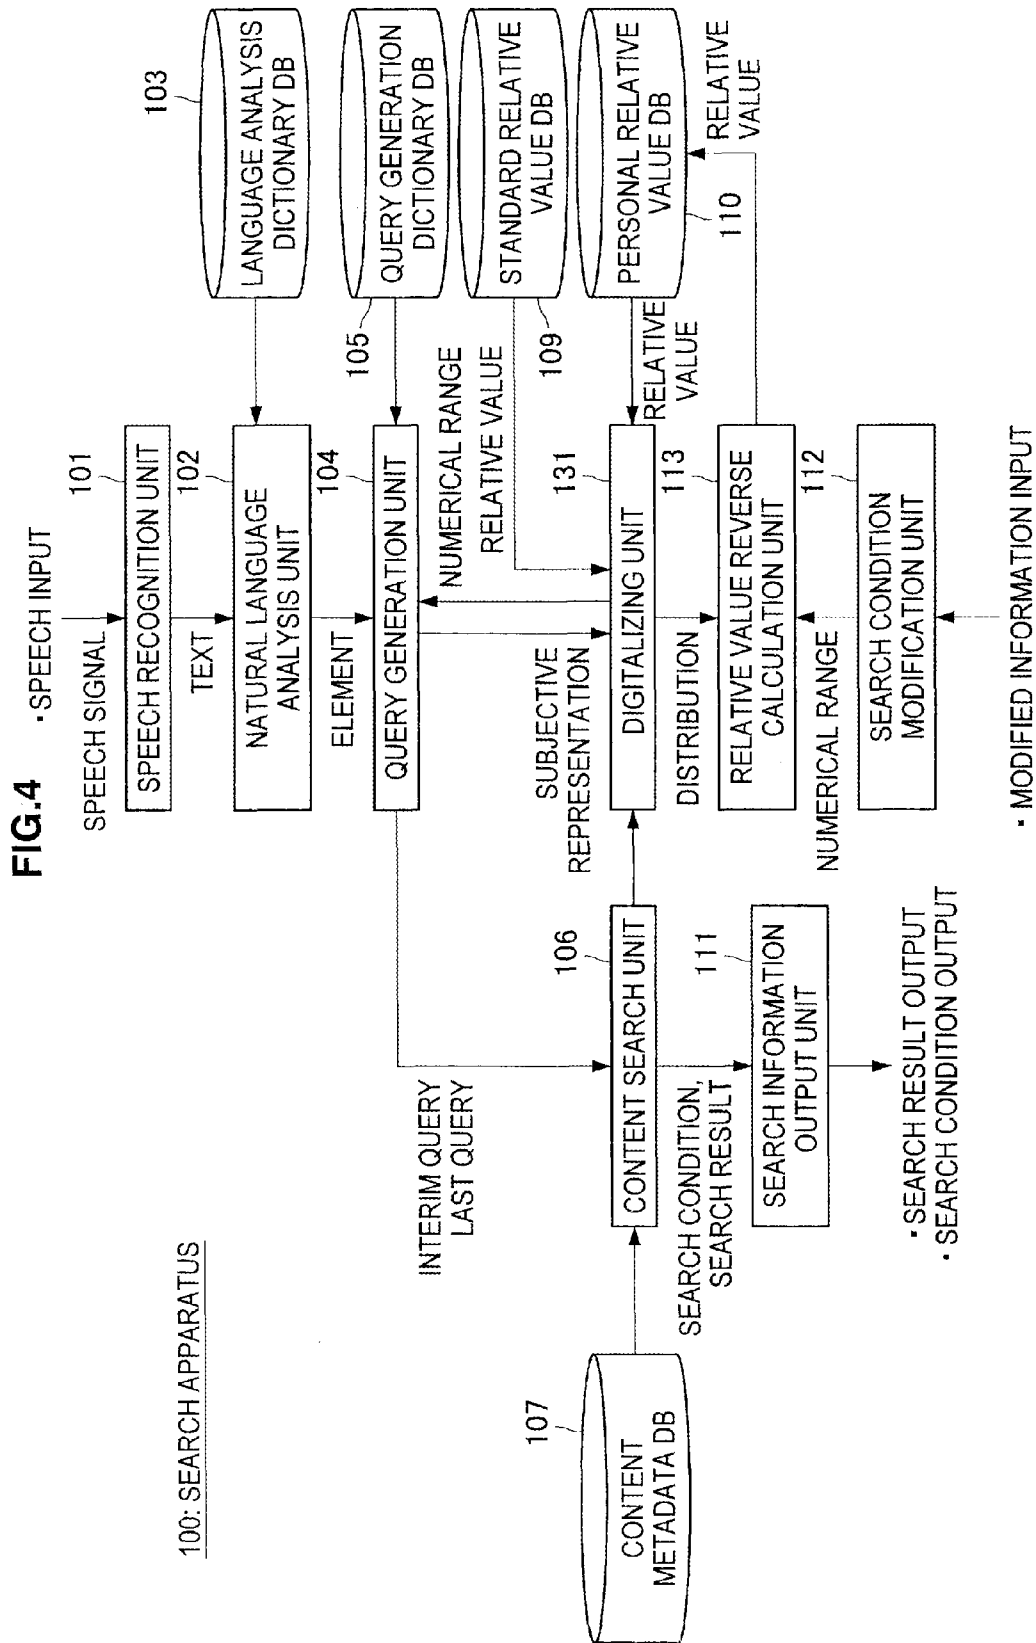 FIG.4
100: SEARCH APPARATUS
・SPEECH INPUT
SPEECH SIGNAL
101
SPEECH RECOGNITION UNIT
TEXT
102
NATURAL LANGUAGE
ANALYSIS UNIT
103
LANGUAGE ANALYSIS
DICTIONARY DB
ELEMENT
104
QUERY GENERATION UNIT
105
QUERY GENERATION
DICTIONARY DB
INTERIM QUERY
LAST QUERY
SUBJECTIVE
REPRESENTATION
NUMERICAL RANGE
RELATIVE VALUE
109
STANDARD RELATIVE
VALUE DB
107
CONTENT
METADATA DB
106
CONTENT SEARCH UNIT
131
DIGITALIZING UNIT
RELATIVE
VALUE
PERSONAL RELATIVE
VALUE DB
110
RELATIVE
VALUE
SEARCH CONDITION,
SEARCH RESULT
DISTRIBUTION
111
SEARCH INFORMATION
OUTPUT UNIT
113
RELATIVE VALUE REVERSE
CALCULATION UNIT
NUMERICAL RANGE
112
SEARCH CONDITION
MODIFICATION UNIT
・SEARCH RESULT OUTPUT
・SEARCH CONDITION OUTPUT
・MODIFIED INFORMATION INPUT